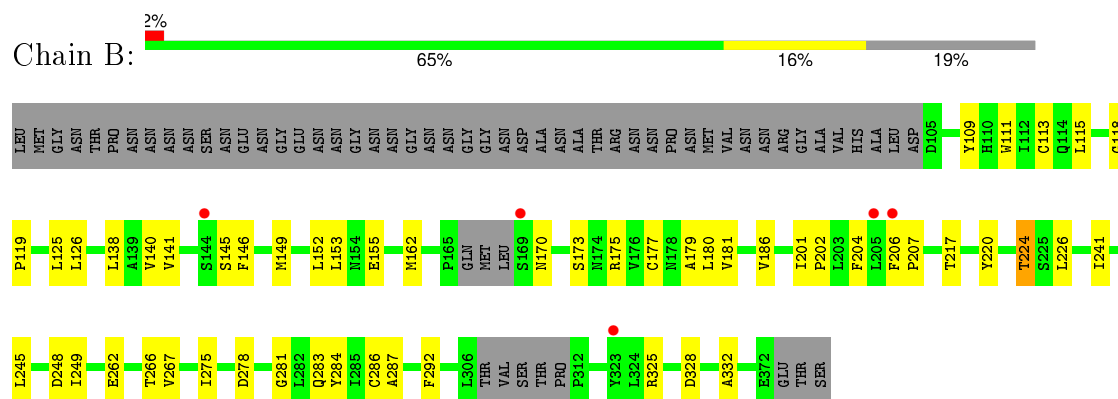 2%
Chain B:
65% 16% 19%
LEU MET GLY ASN ASN THR PRO ASN ASN ASN ASN SER ASN GLU ASN GLY GLU ASN ASN GLY ASN ASN ASN GLY ASN ASN GLY GLY ASN ASP ALA ASN ALA THR ARG ASN ASN PRO ASN MET VAL ASN ASN ARG GLY ALA VAL HIS ALA LEU ASP D105 Y109 H110 W111 I112 C113 Q114 L115 C118
P119 L125 L126 L138 A139 V140 V141 S144 S145 F146 M149 L152 L153 N154 E155 M162 P165 GLN MET LEU S169 N170 S173 N174 R175 V176 C177 N178 A179 L180 V181 V186 I201 P202 L203 F204 L205 F206 P207 T217 Y220 T224 S225 L226 I241
L245 D248 I249 E262 T266 V267 I275 D278 G281 L282 Q283 Y284 I285 C286 A287 F292 L306 THR VAL SER THR PRO P312 Y323 L324 R325 D328 A332 E372 GLU THR SER